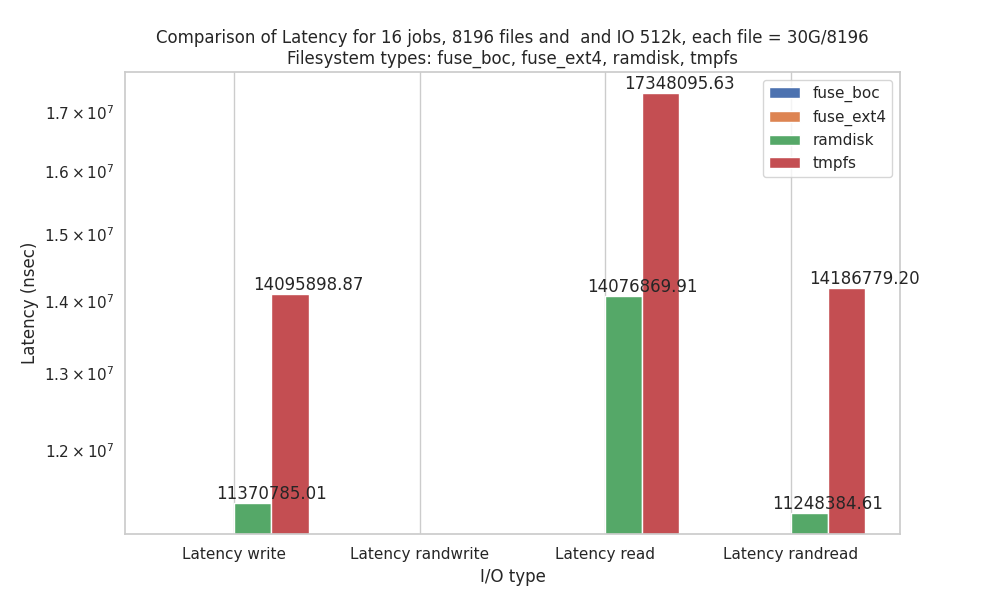 Comparison of Latency for 16 jobs, 8196 files and  and IO 512k, each file = 30G/8196
Filesystem types: fuse_boc, fuse_ext4, ramdisk, tmpfs
17348095.63
fuse_boc
fuse_ext4
ramdisk
tmpfs
1.7 × 10⁷
1.6 × 10⁷
1.5 × 10⁷
1.4 × 10⁷
1.3 × 10⁷
1.2 × 10⁷
Latency (nsec)
14095898.87
14076869.91
14186779.20
11370785.01
11248384.61
Latency write
Latency randwrite
Latency read
Latency randread
I/O type